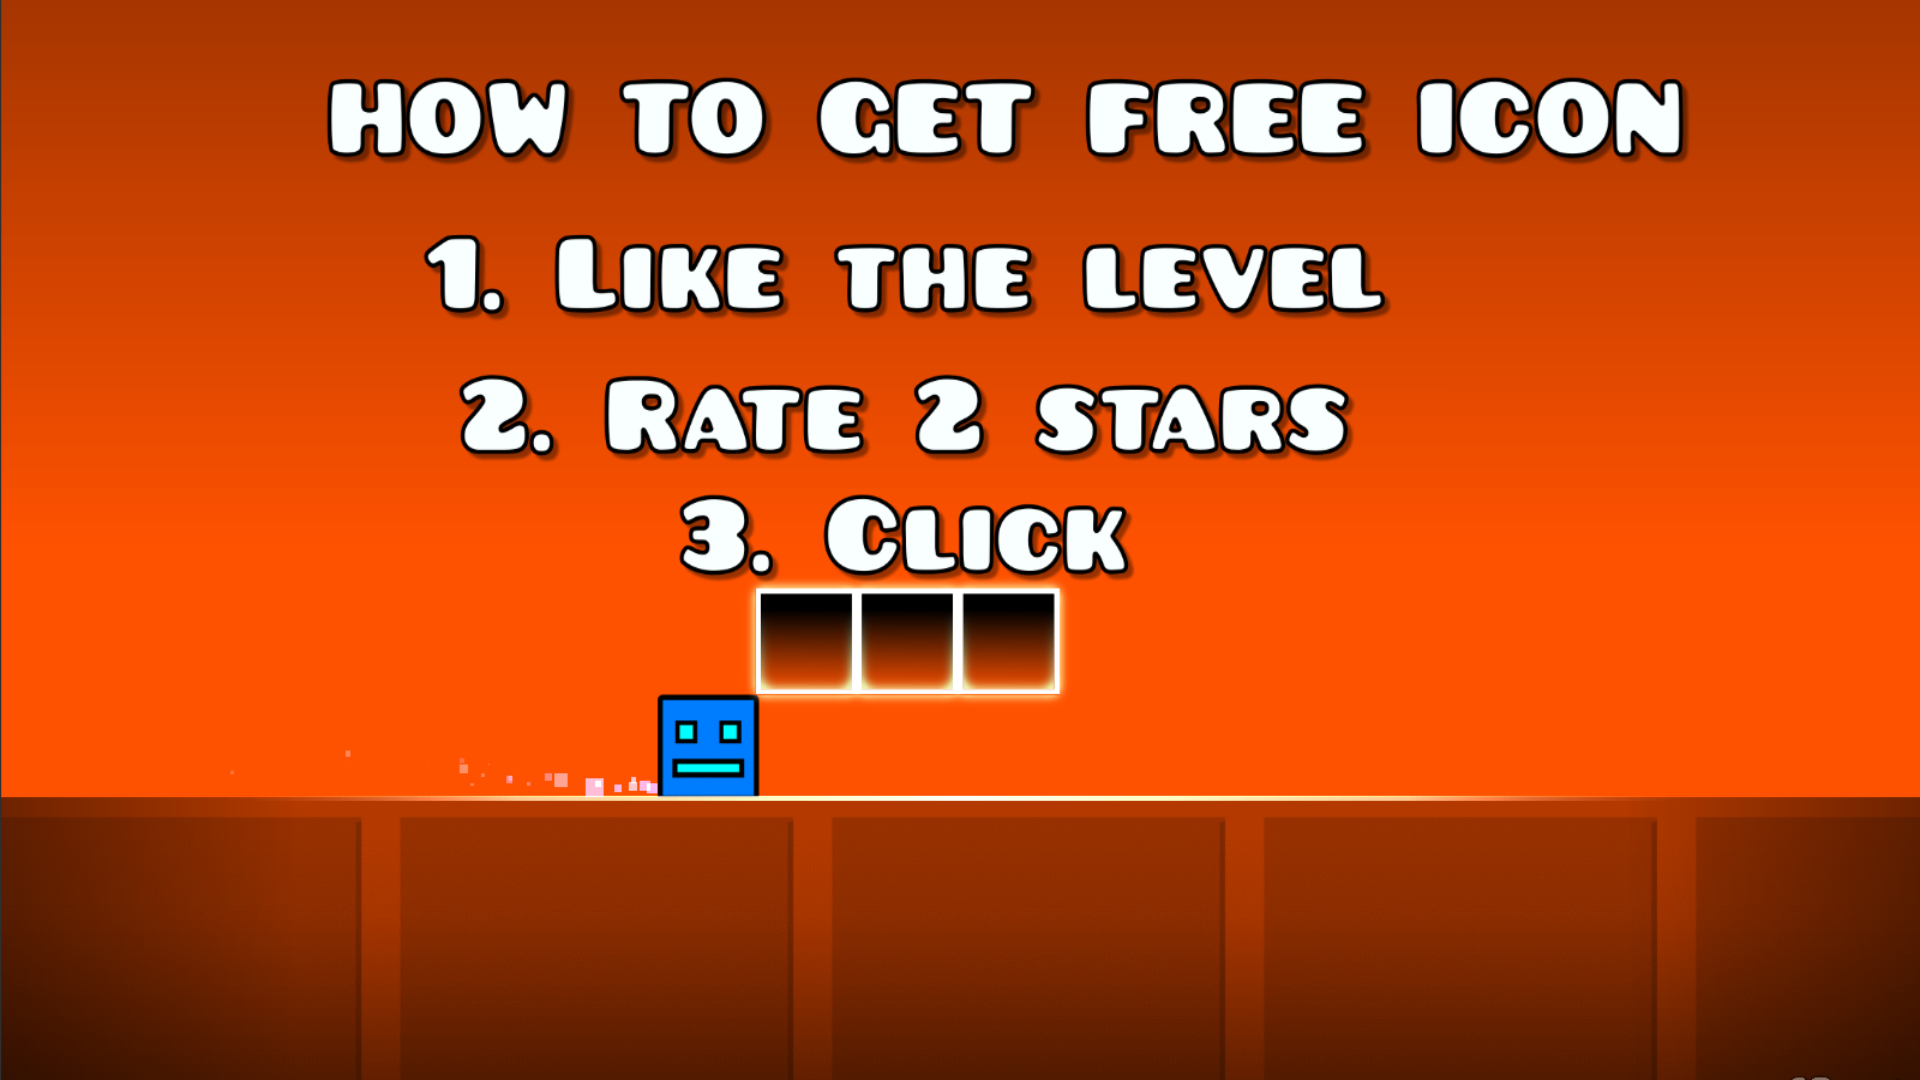 HOW TO GET FREE ICON
1. LIKE THE LEVEL
2. RATE 2 STARS
3. CLICK